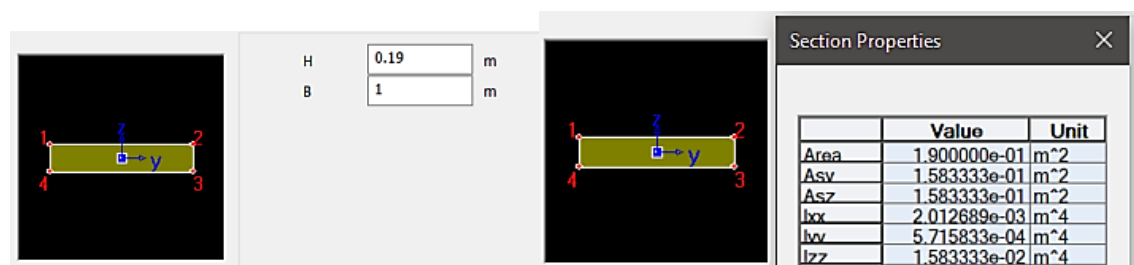 Section Properties
H 0.19 m
B 1 m
1 z 2
y
4 3
1 z 2
y
4 3
Value Unit
Area 1.900000e-01 m^2
Asy 1.583333e-01 m^2
Asz 1.583333e-01 m^2
Ixx 2.012689e-03 m^4
Iyy 5.715833e-04 m^4
Izz 1.583333e-02 m^4